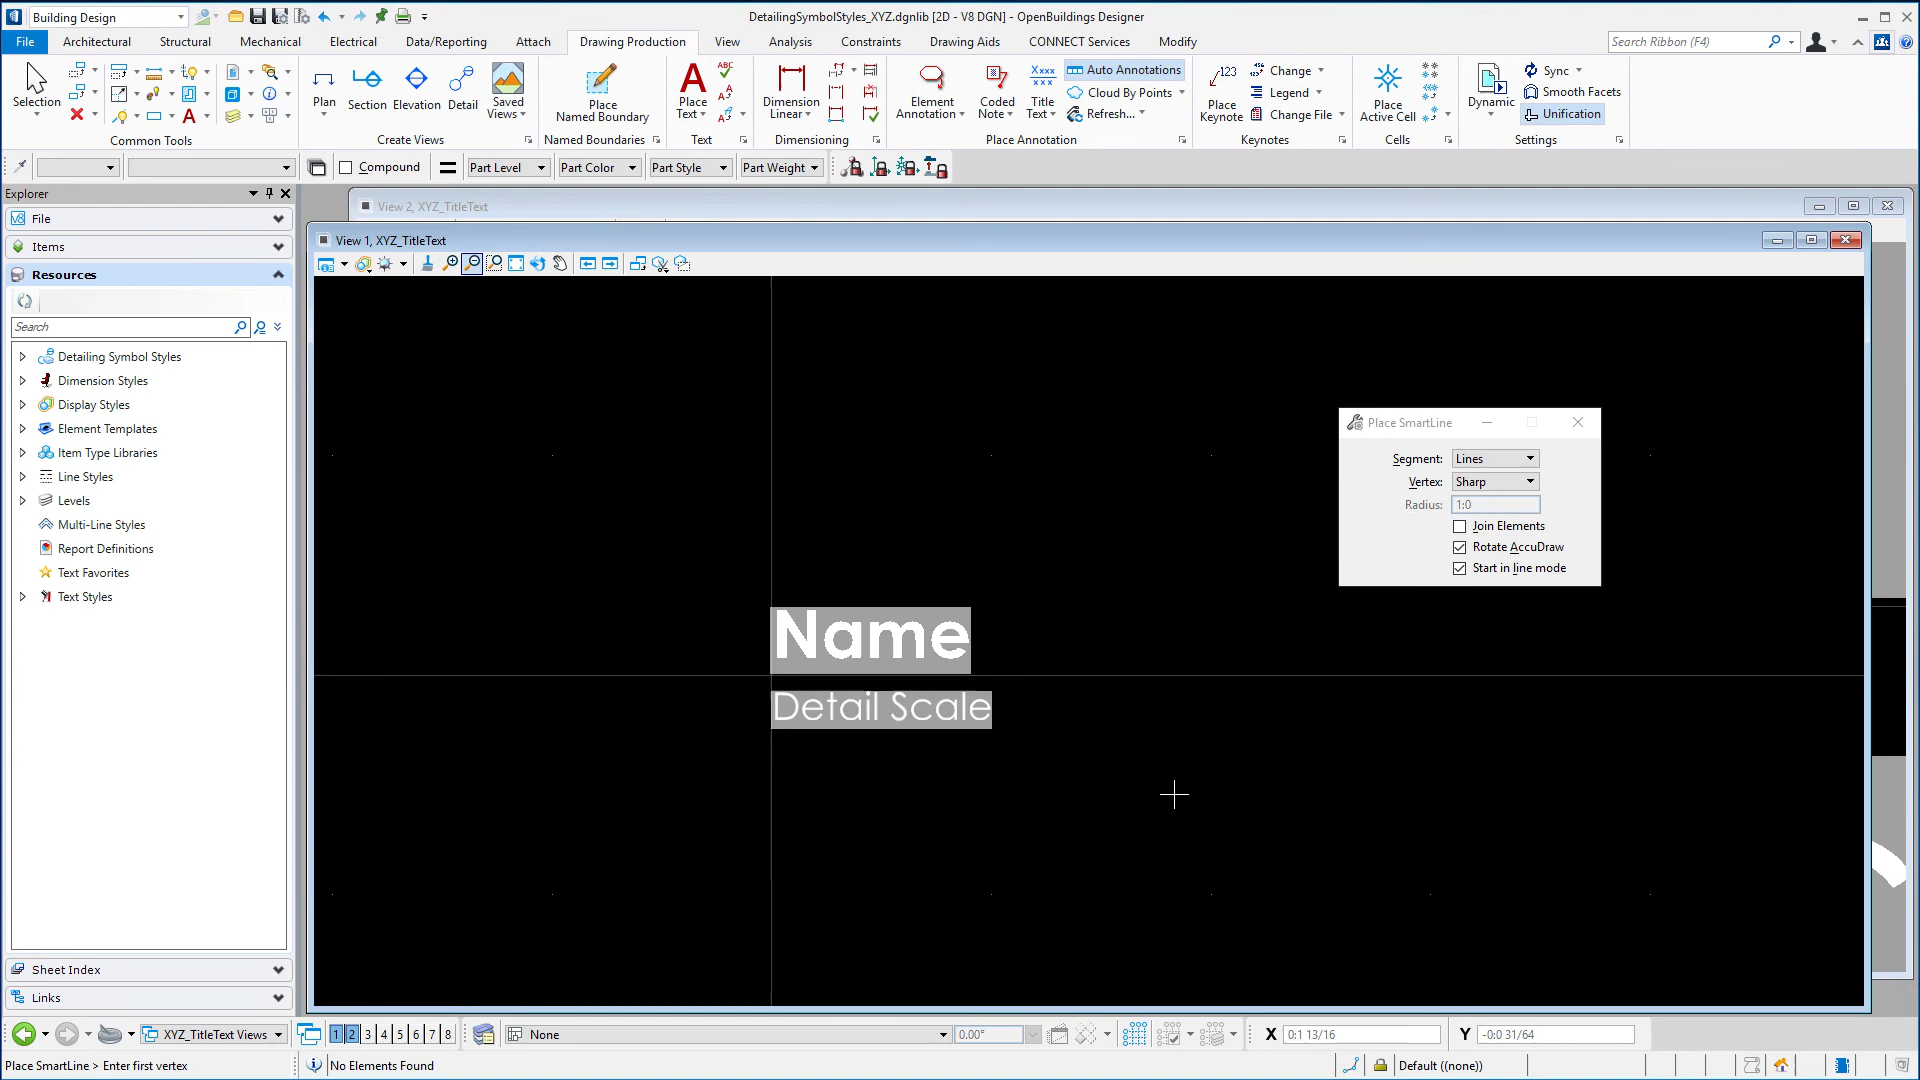 Building Design
DetailingSymbolStyles_XYZ.dgnlib [2D - V8 DGN] - OpenBuildings Designer
File
Architectural
Structural
Mechanical
Electrical
Data/Reporting
Attach
Drawing Production
View
Analysis
Constraints
Drawing Aids
CONNECT Services
Modify
Search Ribbon (F4)
Selection
Common Tools
Plan
Section
Elevation
Detail
Saved
Views
Create Views
Place
Named Boundary
Named Boundaries
Place
Text
Text
Dimension
Linear
Dimensioning
Element
Annotation
Coded
Note
Title
Text
Auto Annotations
Cloud By Points
Refresh...
Place Annotation
Place
Keynote
Change
Legend
Change File
Keynotes
Place
Active Cell
Cells
Dynamic
Sync
Smooth Facets
Unification
Settings
Compound
Part Level
Part Color
Part Style
Part Weight
Explorer
File
Items
Resources
Search
Detailing Symbol Styles
Dimension Styles
Display Styles
Element Templates
Item Type Libraries
Line Styles
Levels
Multi-Line Styles
Report Definitions
Text Favorites
Text Styles
Sheet Index
Links
View 2, XYZ_TitleText
View 1, XYZ_TitleText
Name
Detail Scale
Place SmartLine
Segment: Lines
Vertex: Sharp
Radius: 1:0
Join Elements
Rotate AccuDraw
Start in line mode
XYZ_TitleText Views
1 2 3 4 5 6 7 8
None
0.00°
X 0:1 13/16
Y -0:0 31/64
Place SmartLine > Enter first vertex
No Elements Found
Default ((none))